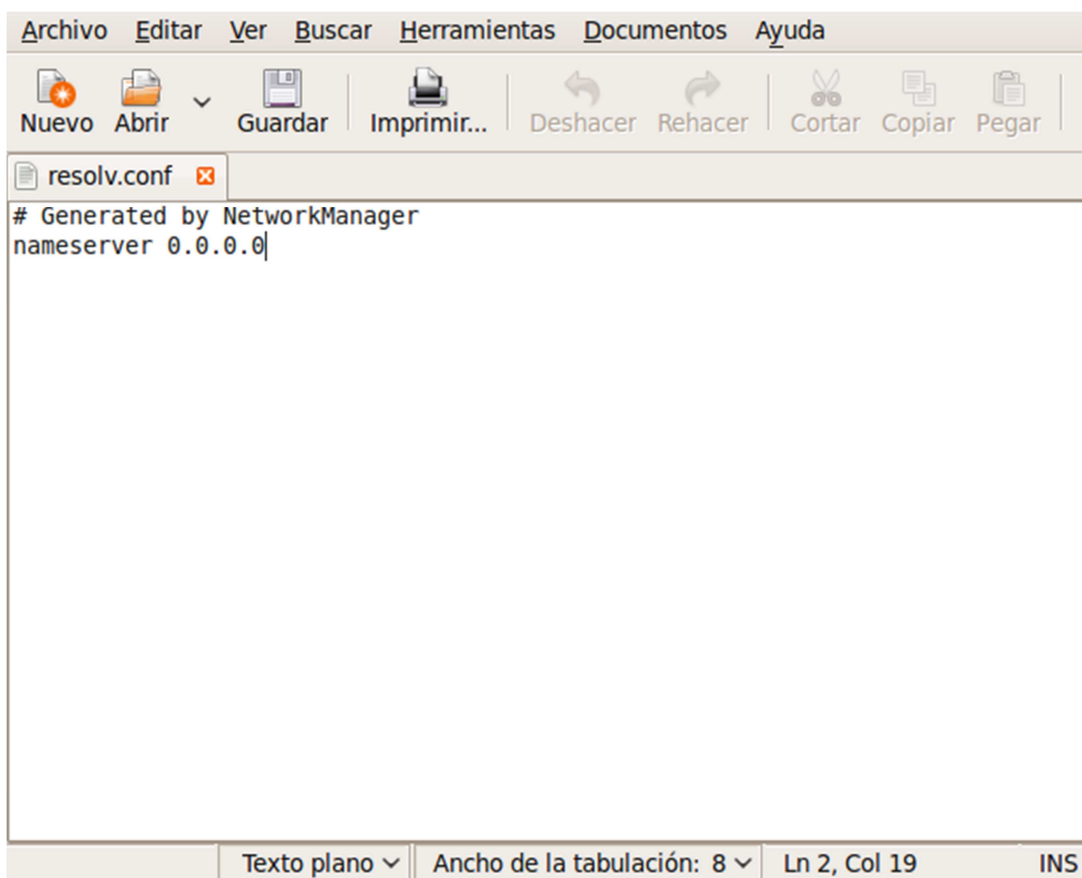 Archivo Editar Ver Buscar Herramientas Documentos Ayuda
Nuevo Abrir Guardar Imprimir... Deshacer Rehacer Cortar Copiar Pegar
resolv.conf
# Generated by NetworkManager
nameserver 0.0.0.0
Texto plano Ancho de la tabulación: 8 Ln 2, Col 19 INS